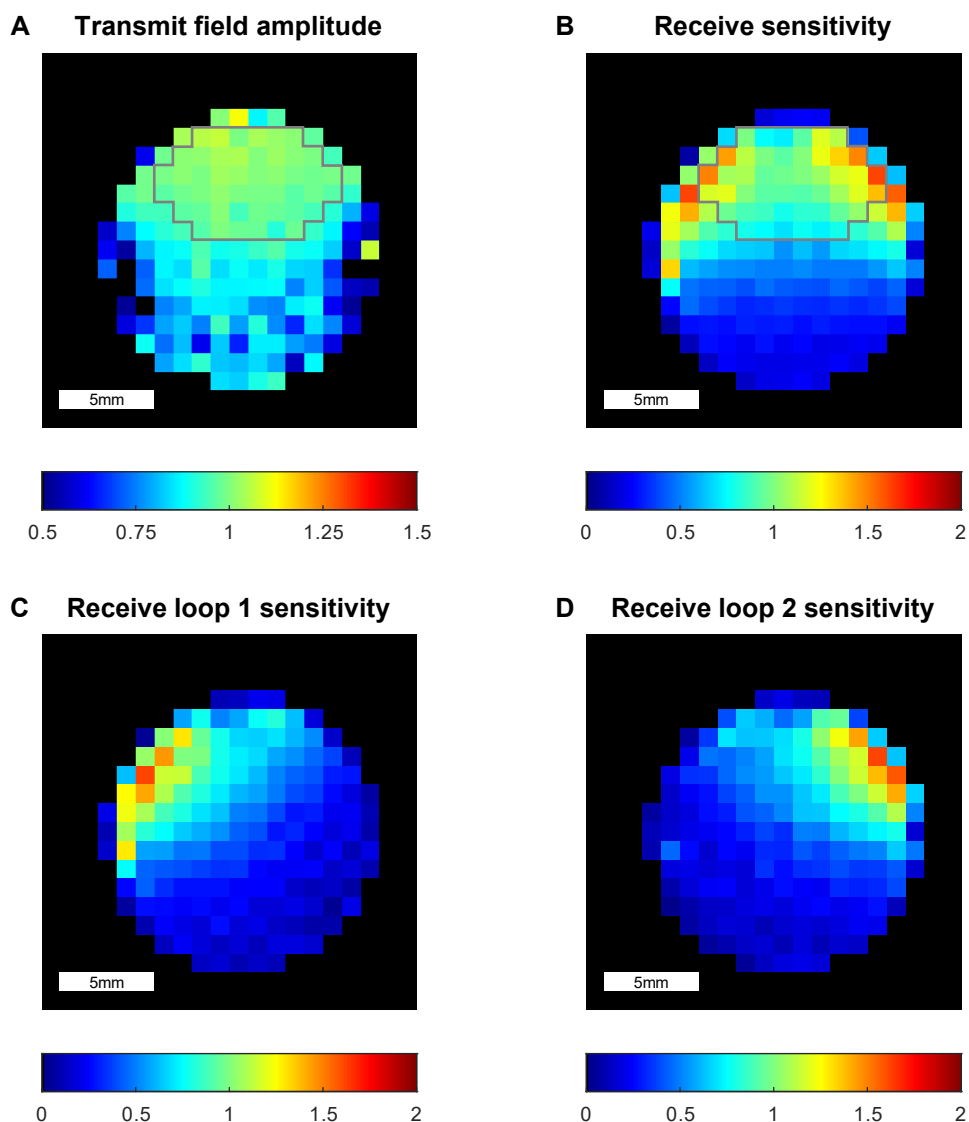 A Transmit field amplitude
B Receive sensitivity
5mm
5mm
0.5 0.75 1 1.25 1.5
0 0.5 1 1.5 2
C Receive loop 1 sensitivity
D Receive loop 2 sensitivity
5mm
5mm
0 0.5 1 1.5 2
0 0.5 1 1.5 2